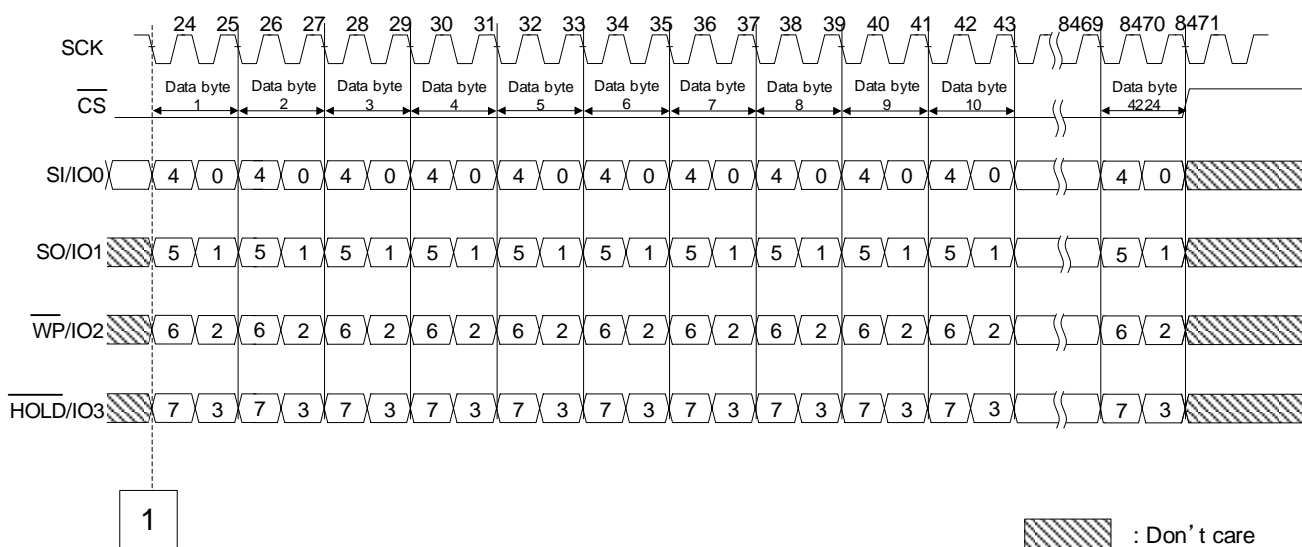 24 25 26 27 28 29 30 31 32 33 34 35 36 37 38 39 40 41 42 43 8469 8470 8471
SCK
CS
Data byte 1
Data byte 2
Data byte 3
Data byte 4
Data byte 5
Data byte 6
Data byte 7
Data byte 8
Data byte 9
Data byte 10
Data byte 4224
SI/IO0 4 0 4 0 4 0 4 0 4 0 4 0 4 0 4 0 4 0 4 0 4 0
SO/IO1 5 1 5 1 5 1 5 1 5 1 5 1 5 1 5 1 5 1 5 1 5 1
WP/IO2 6 2 6 2 6 2 6 2 6 2 6 2 6 2 6 2 6 2 6 2 6 2
HOLD/IO3 7 3 7 3 7 3 7 3 7 3 7 3 7 3 7 3 7 3 7 3 7 3
1
: Don't care